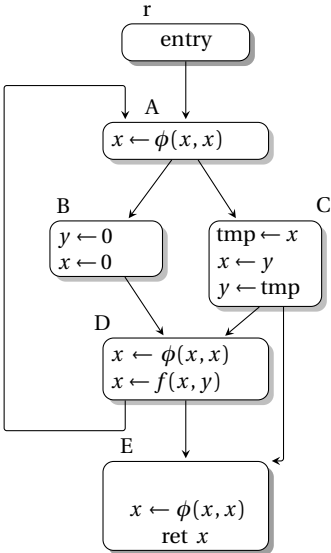 r
entry
A
x ← ϕ(x, x)
B
y ← 0
x ← 0
C
tmp ← x
x ← y
y ← tmp
D
x ← ϕ(x, x)
x ← f(x, y)
E
x ← ϕ(x, x)
ret x